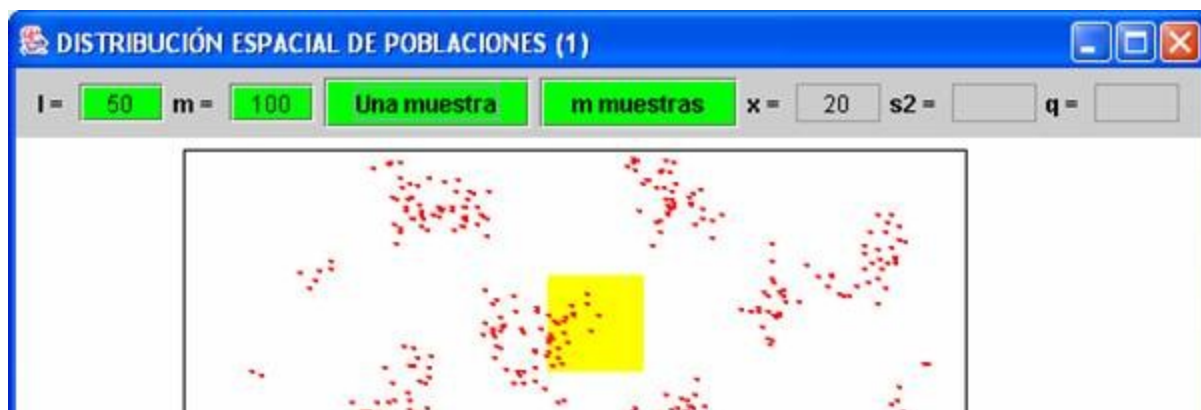 DISTRIBUCIÓN ESPACIAL DE POBLACIONES (1)
l = 50 m = 100 Una muestra m muestras x = 20 s2 = q =